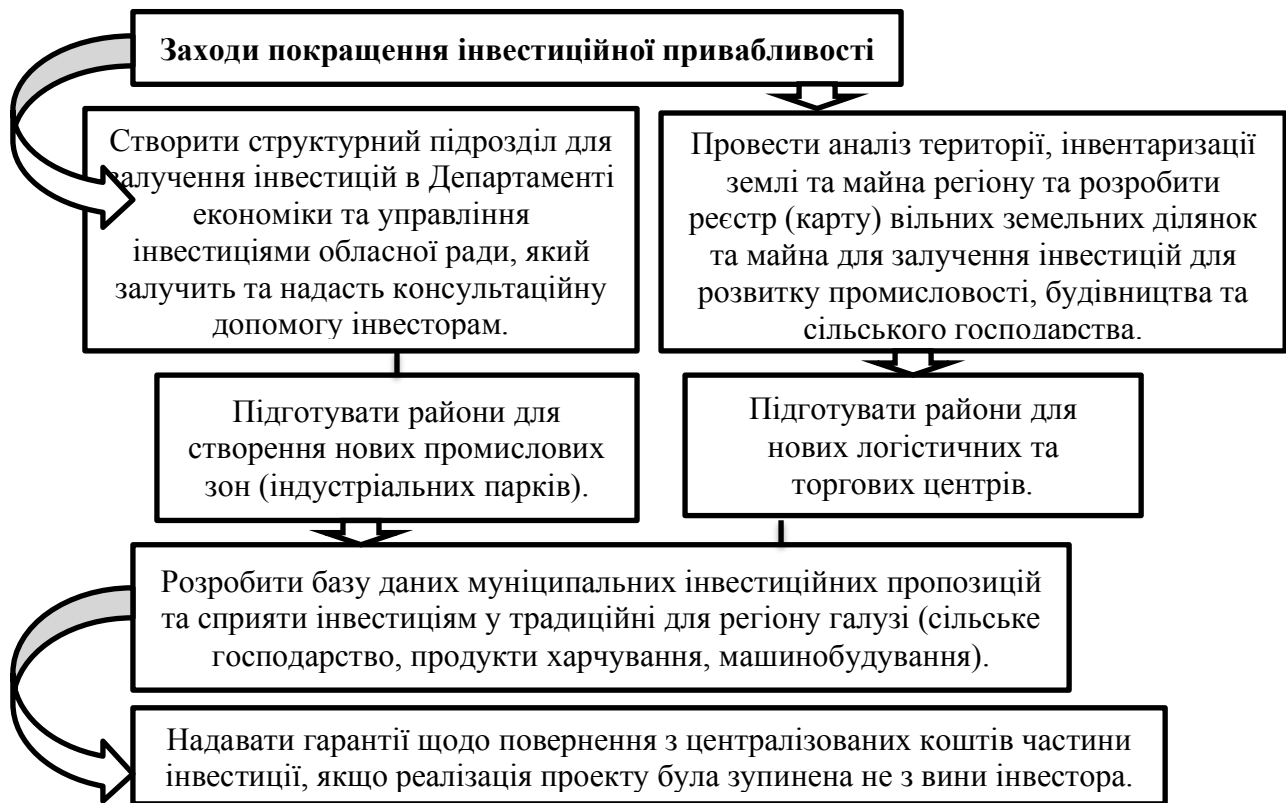 Заходи покращення інвестиційної привабливості
Створити структурний підрозділ для
залучення інвестицій в Департаменті
економіки та управління
інвестиціями обласної ради, який
залучить та надасть консультаційну
допомогу інвесторам.
Провести аналіз території, інвентаризації
землі та майна регіону та розробити
реєстр (карту) вільних земельних ділянок
та майна для залучення інвестицій для
розвитку промисловості, будівництва та
сільського господарства.
Підготувати райони для
створення нових промислових
зон (індустріальних парків).
Підготувати райони для
нових логістичних та
торгових центрів.
Розробити базу даних муніципальних інвестиційних пропозицій
та сприяти інвестиціям у традиційні для регіону галузі (сільське
господарство, продукти харчування, машинобудування).
Надавати гарантії щодо повернення з централізованих коштів частини
інвестиції, якщо реалізація проекту була зупинена не з вини інвестора.